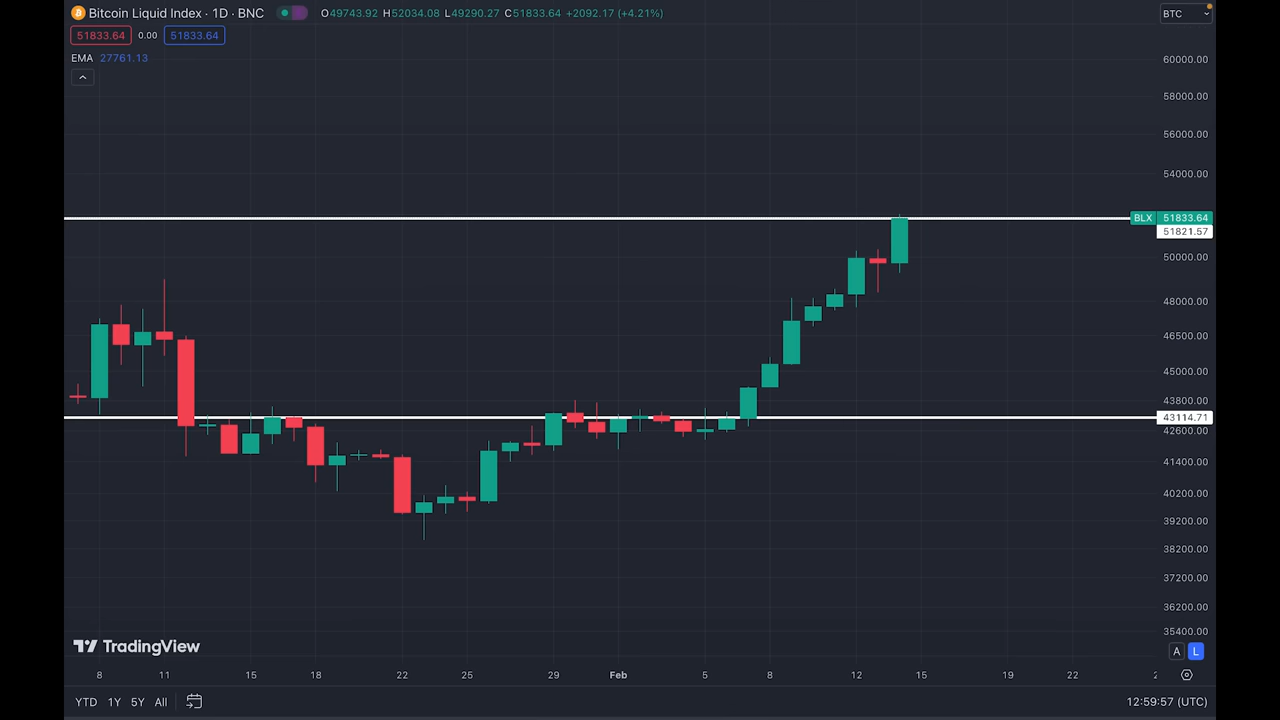 Bitcoin Liquid Index · 1D · BNC O49743.92 H52034.08 L49290.27 C51833.64 +2092.17 (+4.21%)
BTC
51833.64 0.00 51833.64
EMA 27761.13
60000.00
58000.00
56000.00
54000.00
BLX 51833.64
51821.57
50000.00
48000.00
46500.00
45000.00
43800.00
43114.71
42600.00
41400.00
40200.00
39200.00
38200.00
37200.00
36200.00
35400.00
TradingView
A L
8 11 15 18 22 25 29 Feb 5 8 12 15 19 22
YTD 1Y 5Y All 12:59:57 (UTC)